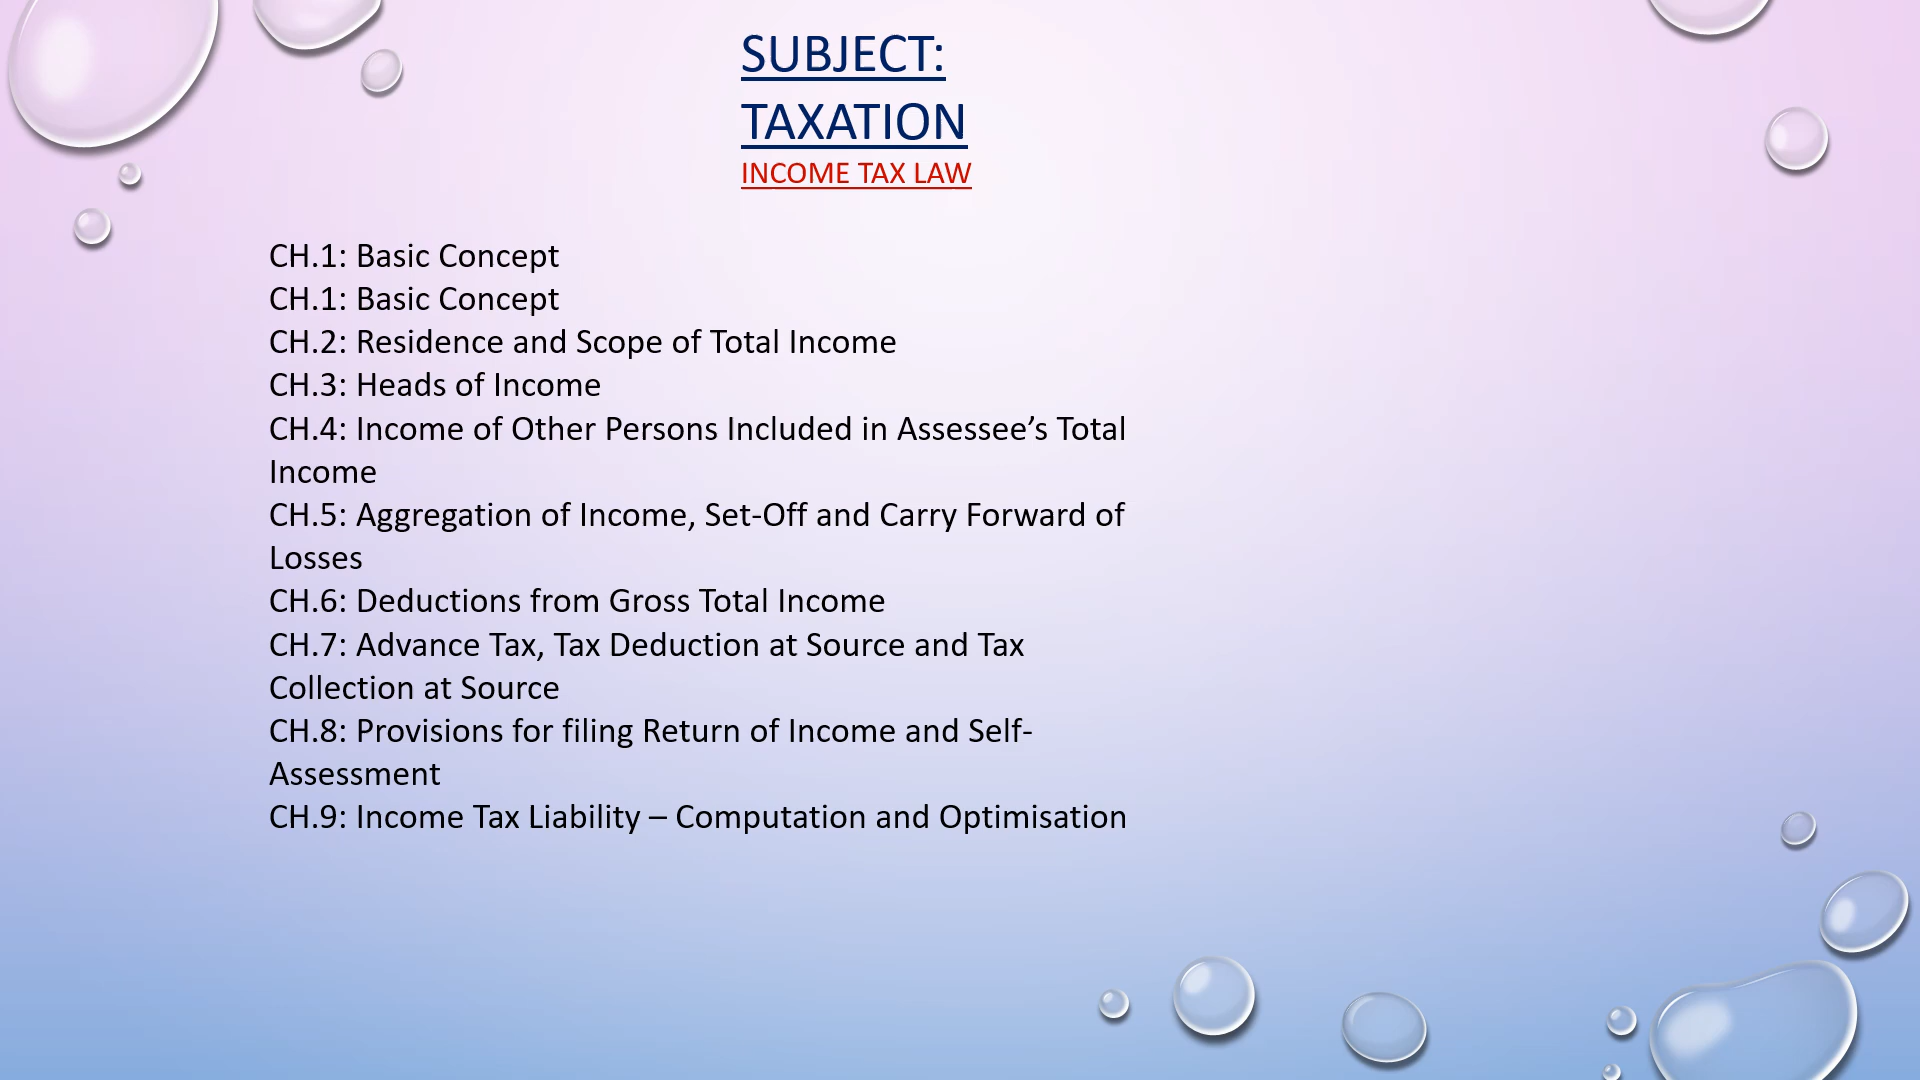 SUBJECT:
TAXATION
INCOME TAX LAW
CH.1: Basic Concept
CH.1: Basic Concept
CH.2: Residence and Scope of Total Income
CH.3: Heads of Income
CH.4: Income of Other Persons Included in Assessee’s Total
Income
CH.5: Aggregation of Income, Set-Off and Carry Forward of
Losses
CH.6: Deductions from Gross Total Income
CH.7: Advance Tax, Tax Deduction at Source and Tax
Collection at Source
CH.8: Provisions for filing Return of Income and Self-
Assessment
CH.9: Income Tax Liability – Computation and Optimisation